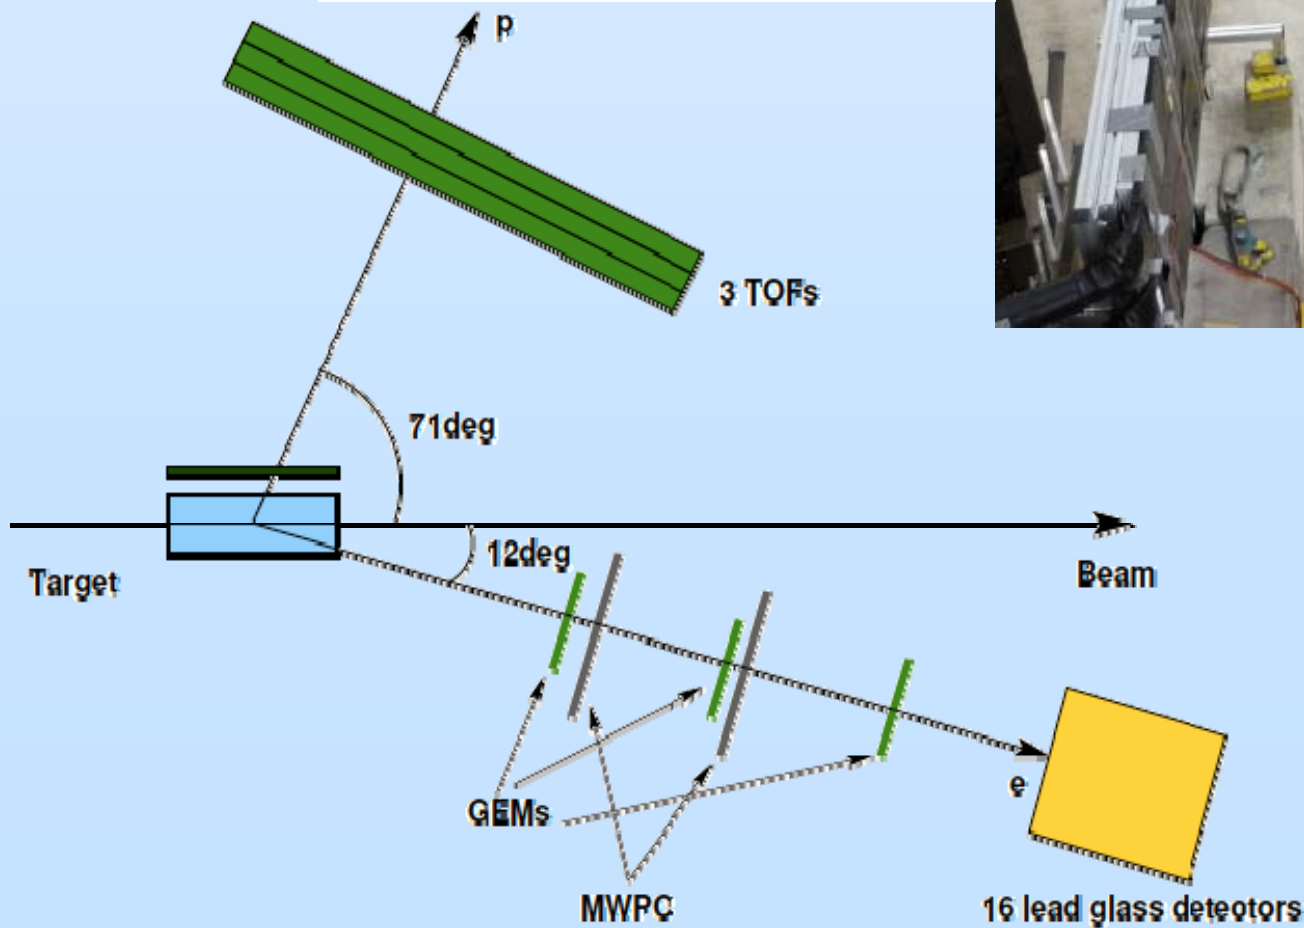 p
3 TOFs
71deg
12deg
Target
Beam
GEMs
e
MWPC
16 lead glass deteotors